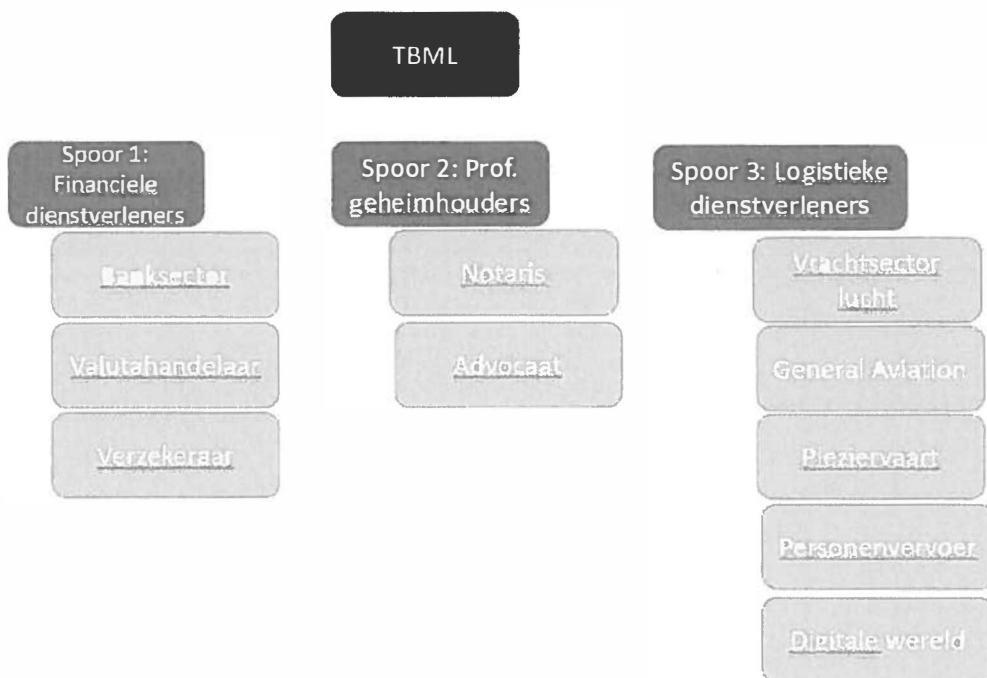 TBML
Spoor 1:
Financiele
dienstverleners
Banksector
Valutahandelaar
Verzekeraar
Spoor 2: Prof.
geheimhouders
Notaris
Advocaat
Spoor 3: Logistieke
dienstverleners
Vrachtsector
lucht
General Aviation
Pleziervaart
Personenvervoer
Digitale wereld